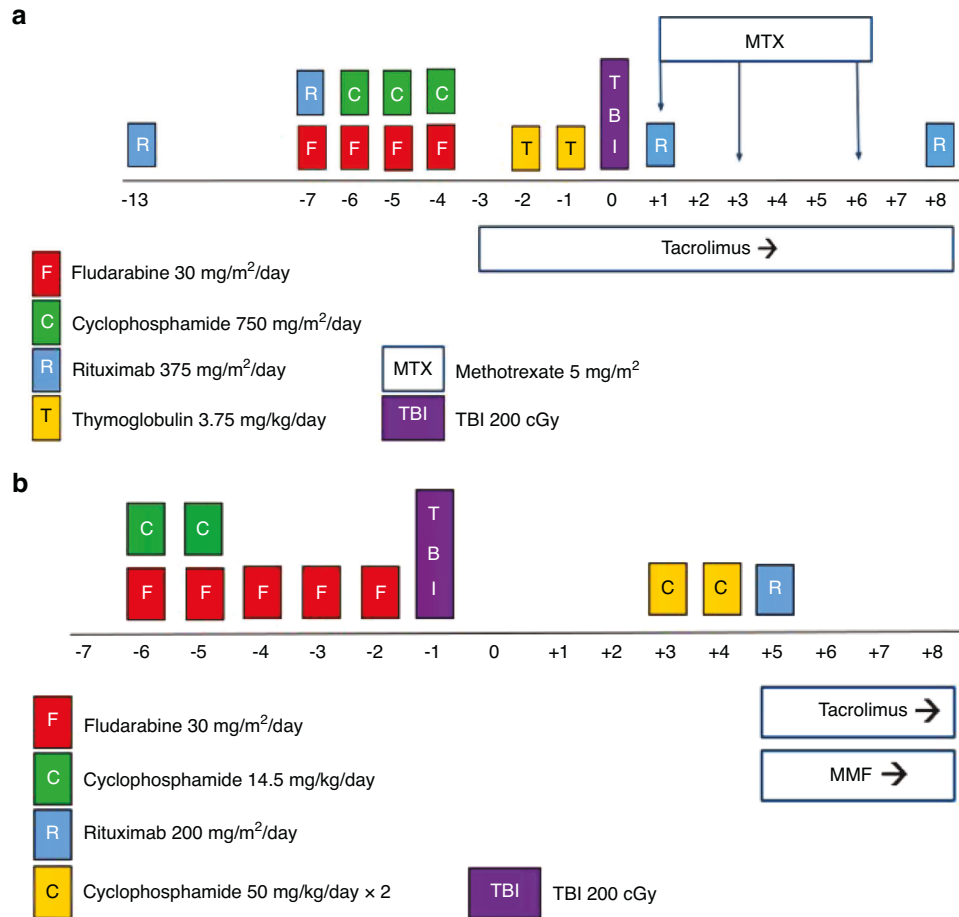 a
MTX
R C C C T
B
I
R F F F F T T R R
-13 -7 -6 -5 -4 -3 -2 -1 0 +1 +2 +3 +4 +5 +6 +7 +8
Tacrolimus →
F Fludarabine 30 mg/m²/day
C Cyclophosphamide 750 mg/m²/day
R Rituximab 375 mg/m²/day MTX Methotrexate 5 mg/m²
T Thymoglobulin 3.75 mg/kg/day TBI TBI 200 cGy
b
C C T
B
I
F F F F F C C R
-7 -6 -5 -4 -3 -2 -1 0 +1 +2 +3 +4 +5 +6 +7 +8
Tacrolimus →
MMF →
F Fludarabine 30 mg/m²/day
C Cyclophosphamide 14.5 mg/kg/day
R Rituximab 200 mg/m²/day
C Cyclophosphamide 50 mg/kg/day × 2 TBI TBI 200 cGy